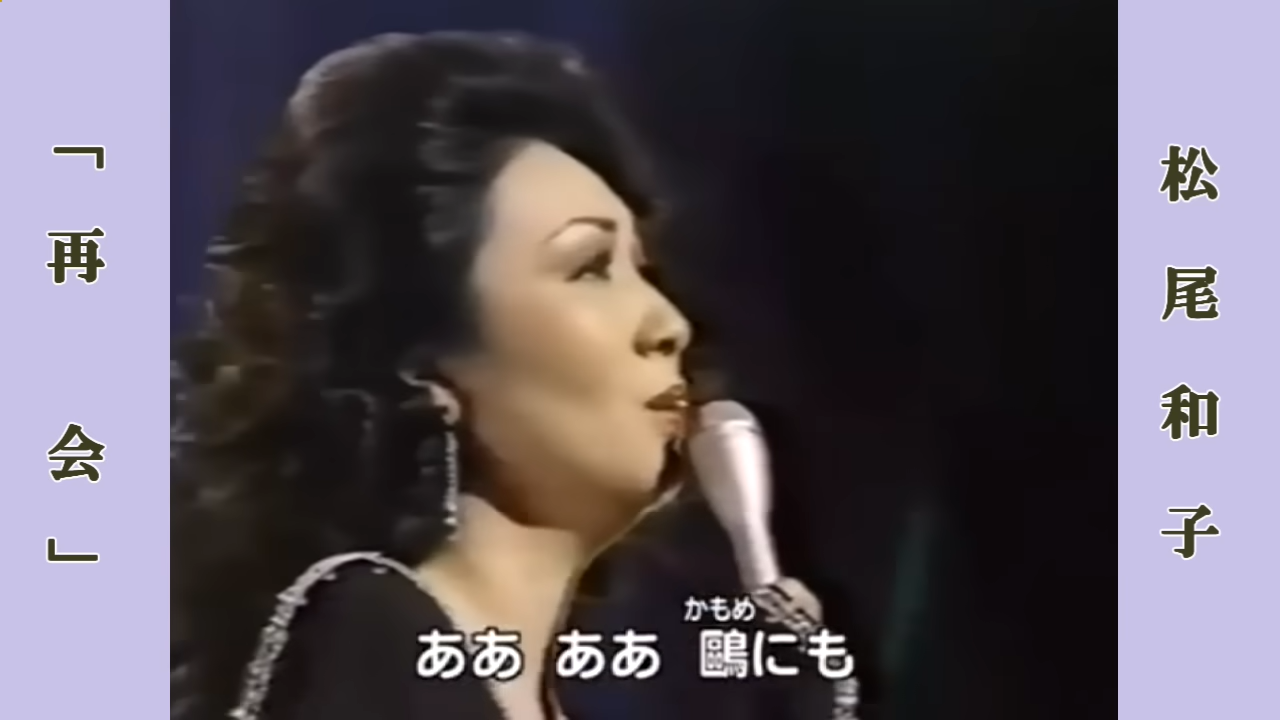 「再会」
松尾和子
かもめ
ああ ああ 鷗にも